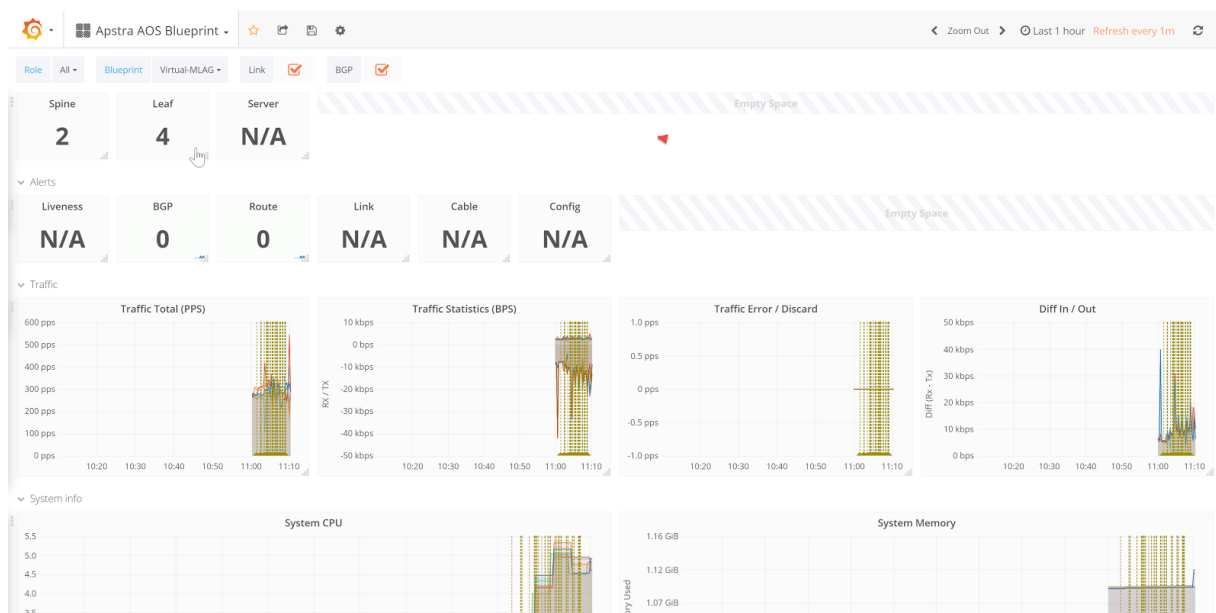 Apstra AOS Blueprint
Zoom Out
Last 1 hour Refresh every 1m
Role All Blueprint Virtual-MLAG Link BGP
Spine Leaf Server
Empty Space
2 4 N/A
Alerts
Liveness BGP Route Link Cable Config
Empty Space
N/A 0 0 N/A N/A N/A
Traffic
Traffic Total (PPS)
600 pps
500 pps
400 pps
300 pps
200 pps
100 pps
0 pps
10:20 10:30 10:40 10:50 11:00 11:10
Traffic Statistics (BPS)
RX / TX
10 kbps
0 bps
-10 kbps
-20 kbps
-30 kbps
-40 kbps
-50 kbps
10:20 10:30 10:40 10:50 11:00 11:10
Traffic Error / Discard
1.0 pps
0.5 pps
0 pps
-0.5 pps
-1.0 pps
10:20 10:30 10:40 10:50 11:00 11:10
Diff In / Out
Diff (Rx - Tx)
50 kbps
40 kbps
30 kbps
20 kbps
10 kbps
0 bps
10:20 10:30 10:40 10:50 11:00 11:10
System info
System CPU
5.5
5.0
4.5
4.0
3.5
System Memory
Used
1.16 GiB
1.12 GiB
1.07 GiB